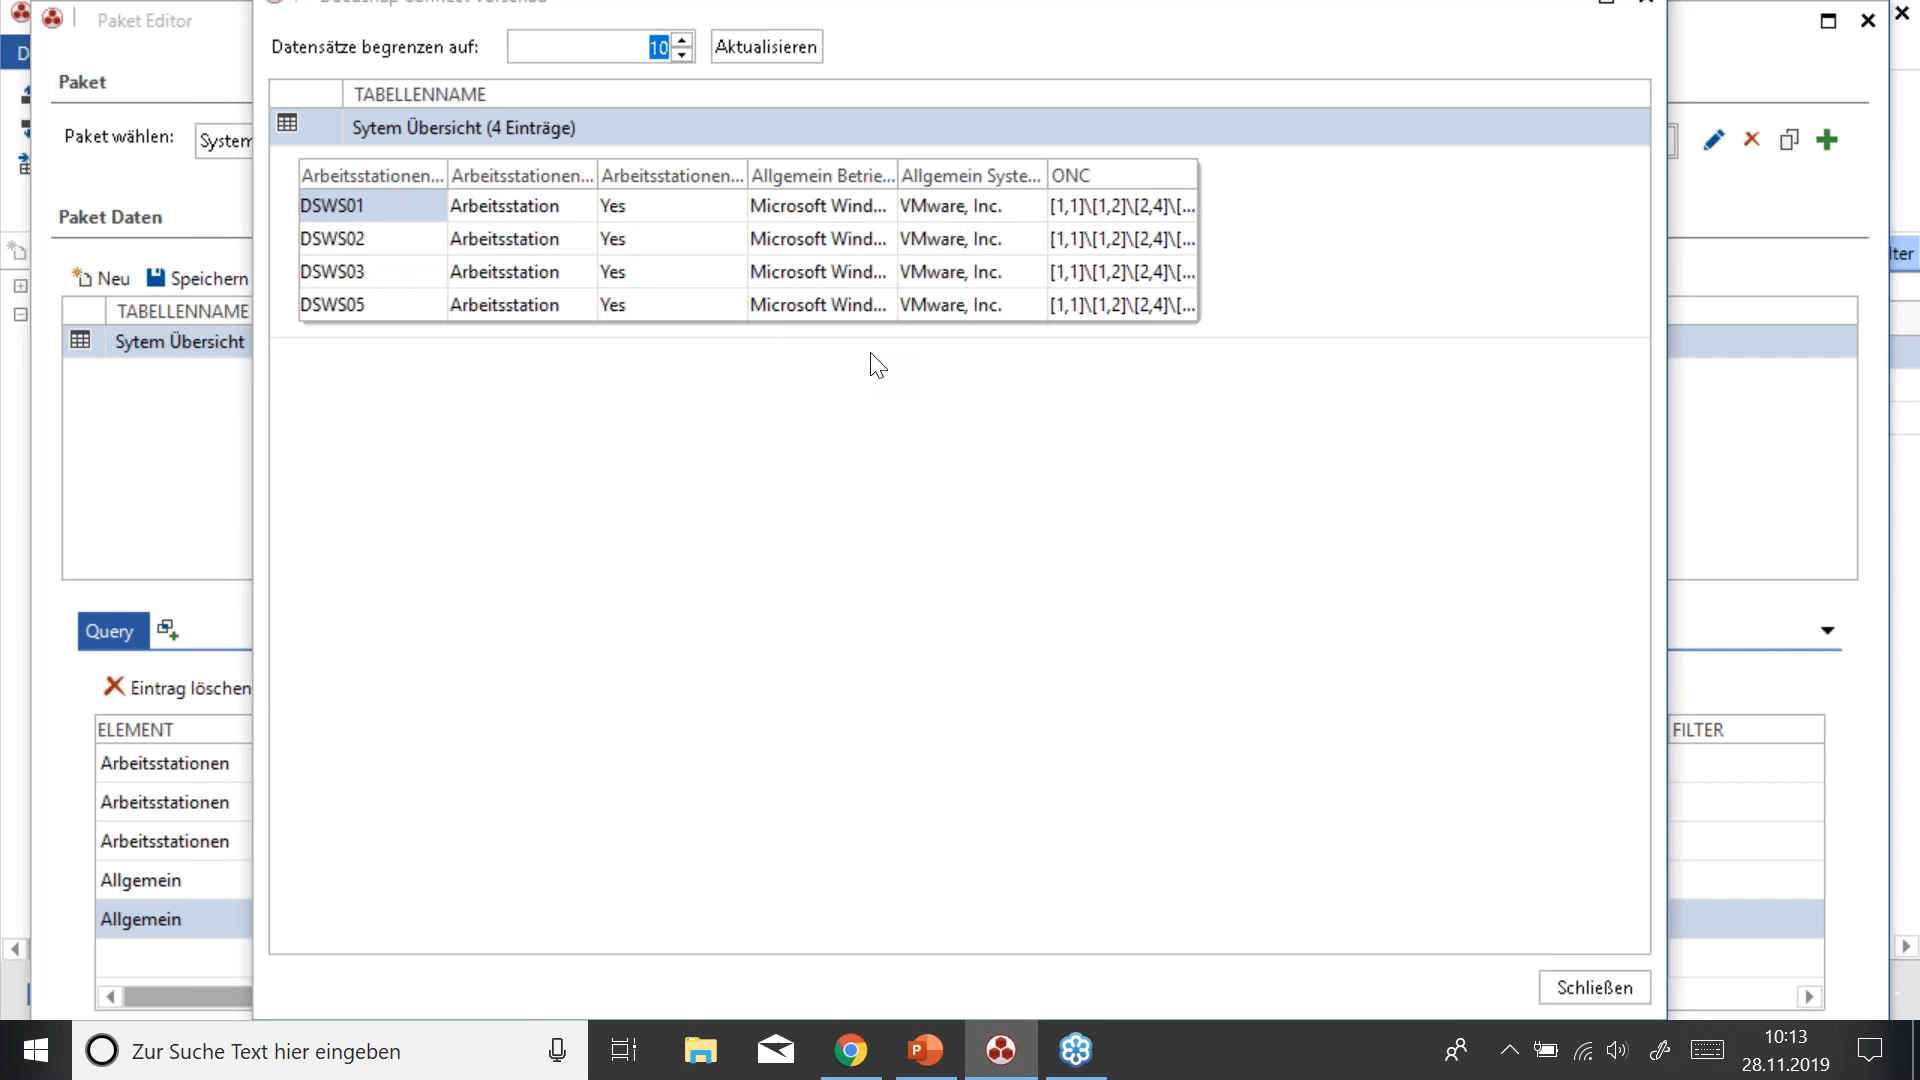 Docusnap Connect Vorschau
Paket Editor
Datensätze begrenzen auf: 10 Aktualisieren
Paket
TABELLENNAME
Sytem Übersicht (4 Einträge)
Paket wählen: System
Arbeitsstationen... Arbeitsstationen... Arbeitsstationen... Allgemein Betrie... Allgemein Syste... ONC
DSWS01 Arbeitsstation Yes Microsoft Wind... VMware, Inc. [1,1]\[1,2]\[2,4]\[...
DSWS02 Arbeitsstation Yes Microsoft Wind... VMware, Inc. [1,1]\[1,2]\[2,4]\[...
DSWS03 Arbeitsstation Yes Microsoft Wind... VMware, Inc. [1,1]\[1,2]\[2,4]\[...
DSWS05 Arbeitsstation Yes Microsoft Wind... VMware, Inc. [1,1]\[1,2]\[2,4]\[...
Paket Daten
lter
Neu Speichern
TABELLENNAME
Sytem Übersicht
Query
Eintrag löschen
ELEMENT FILTER
Arbeitsstationen
Arbeitsstationen
Arbeitsstationen
Allgemein
Allgemein
Schließen
Zur Suche Text hier eingeben
10:13
28.11.2019